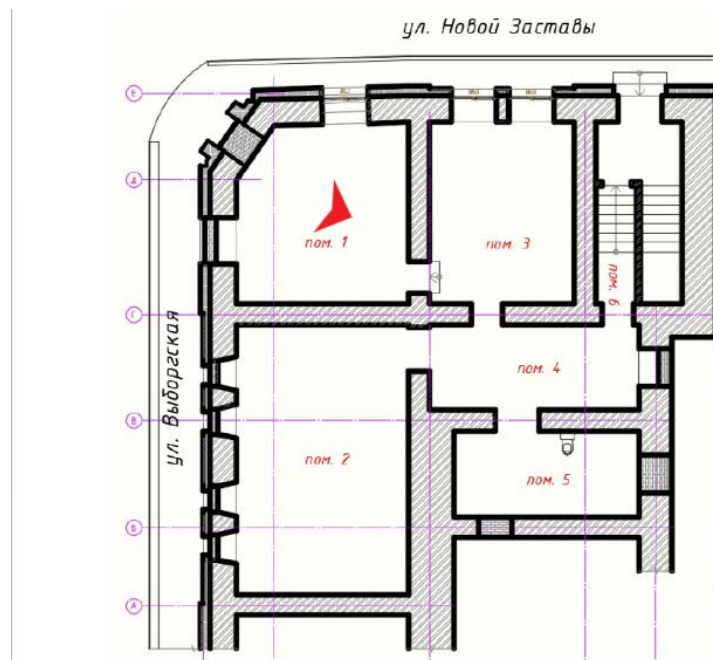 ул. Новой Заставы
Е
Д
пом. 1
пом. 3
пом. 6
Г
ул. Выборгская
пом. 4
В
пом. 2
пом. 5
Б
А